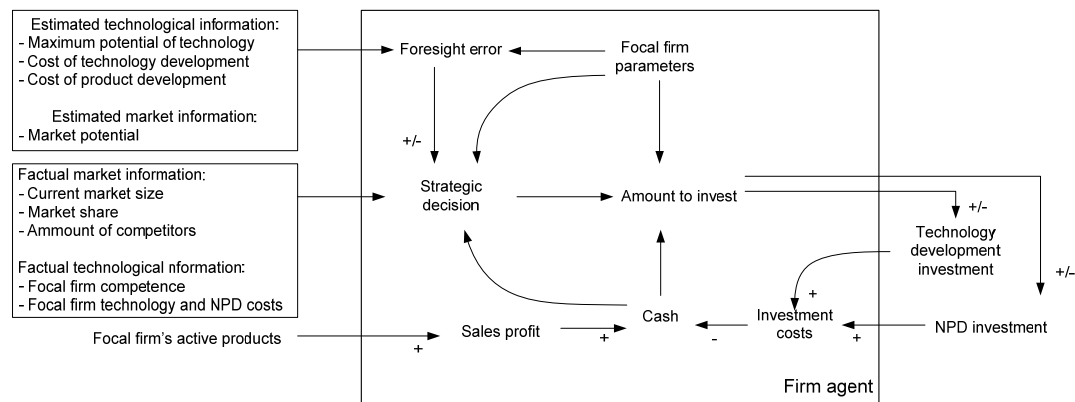 Estimated technological information:
- Maximum potential of technology
- Cost of technology development
- Cost of product development
Estimated market information:
- Market potential
Factual market information:
- Current market size
- Market share
- Ammount of competitors
Factual technological nformation:
- Focal firm competence
- Focal firm technology and NPD costs
Focal firm's active products
+
Foresight error
Focal firm
parameters
+/-
Strategic
decision
Amount to invest
+/-
Technology
development
investment
+/-
+
Sales profit
+
Cash
-
Investment
costs
+
NPD investment
Firm agent